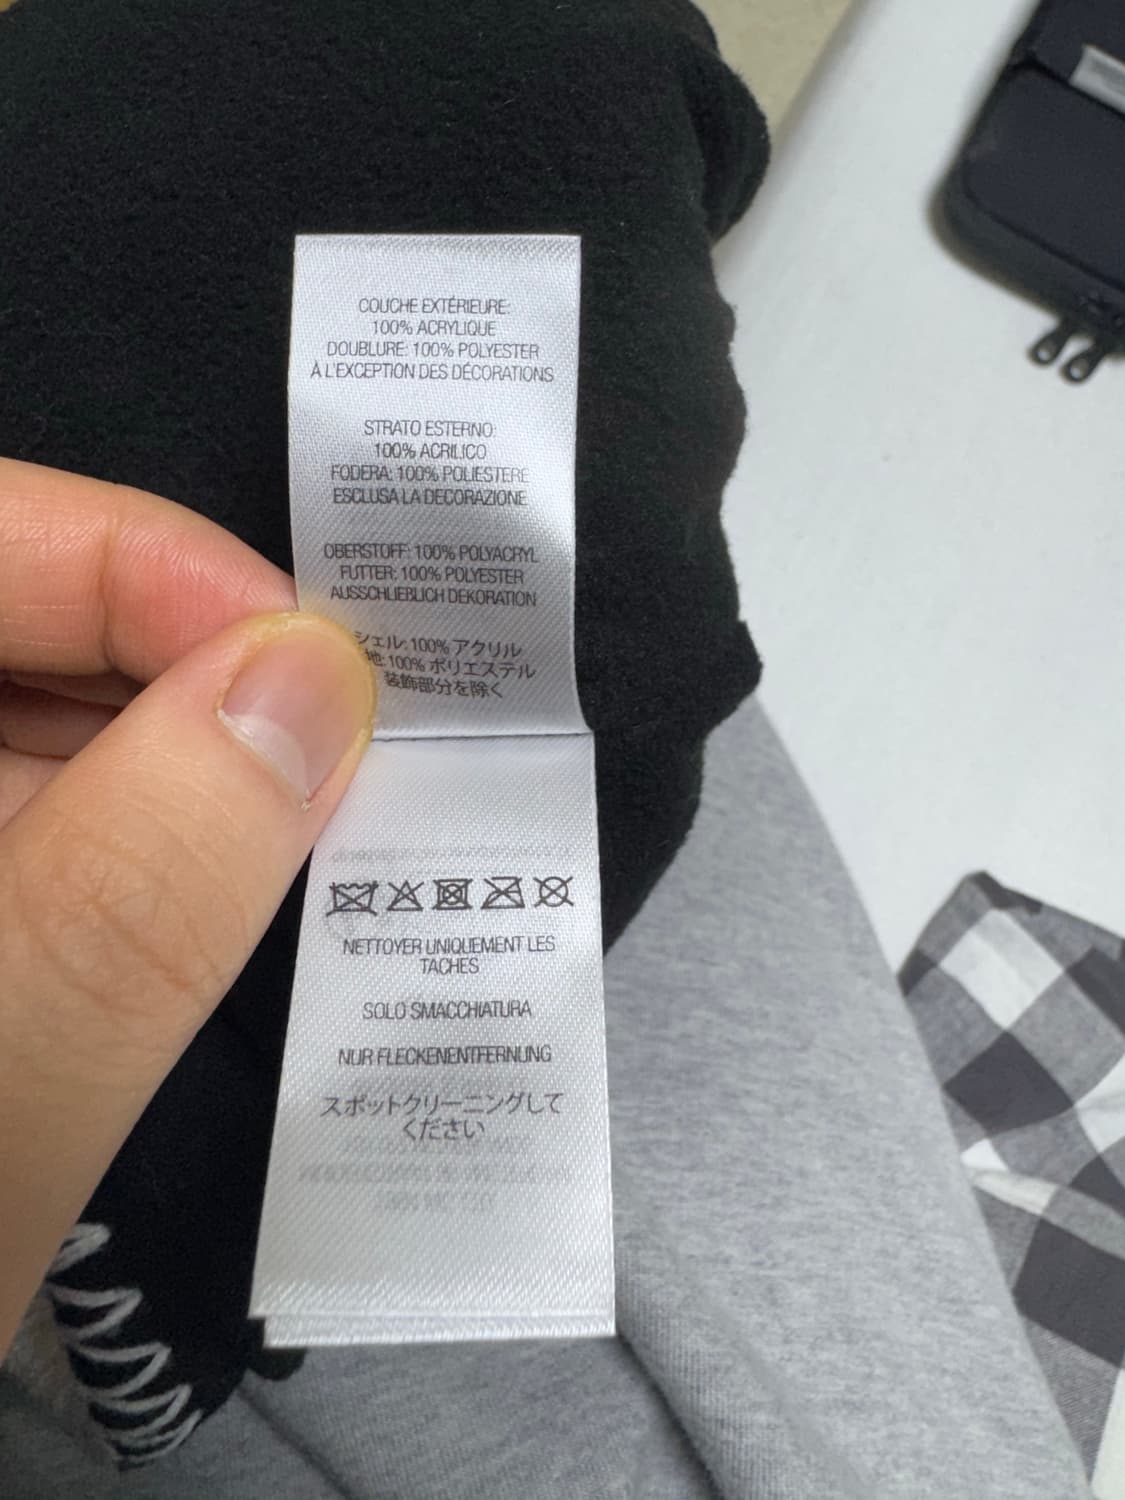 COUCHE EXTÉRIEURE:
100% ACRYLIQUE
DOUBLURE: 100% POLYESTER
À L'EXCEPTION DES DÉCORATIONS
STRATO ESTERNO:
100% ACRILICO
FODERA: 100% POLIESTERE
ESCLUSA LA DECORAZIONE
OBERSTOFF: 100% POLYACRYL
FUTTER: 100% POLYESTER
AUSSCHLIEBLICH DEKORATION
シェル: 100% アクリル
地: 100% ポリエステル
装飾部分を除く
NETTOYER UNIQUEMENT LES
TACHES
SOLO SMACCHIATURA
NUR FLECKENENTFERNUNG
スポットクリーニングして
ください